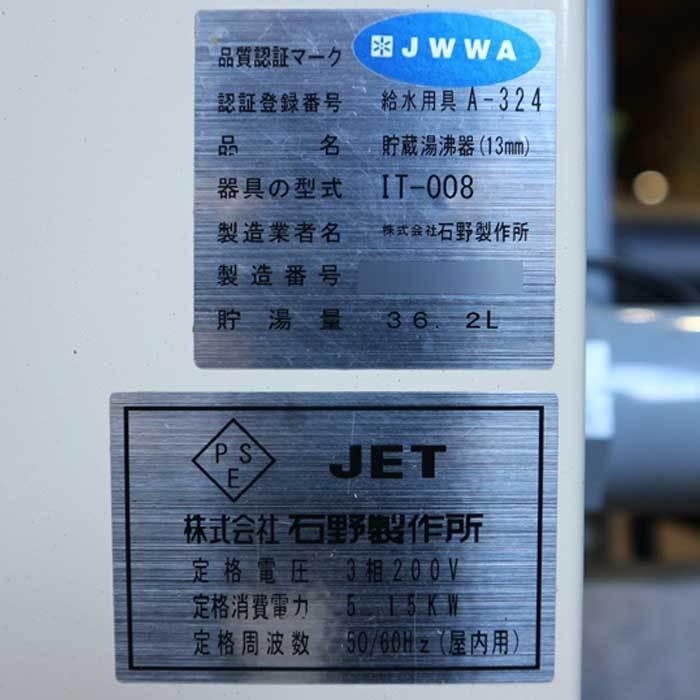 品質認証マーク JWWA
認証登録番号 給水用具 A-324
品名 貯蔵湯沸器(13mm)
器具の型式 IT-008
製造業者名 株式会社石野製作所
製造番号
貯湯量 36.2L
PSE JET
株式会社 石野製作所
定格電圧 3相200V
定格消費電力 5.15KW
定格周波数 50/60Hz(屋内用)